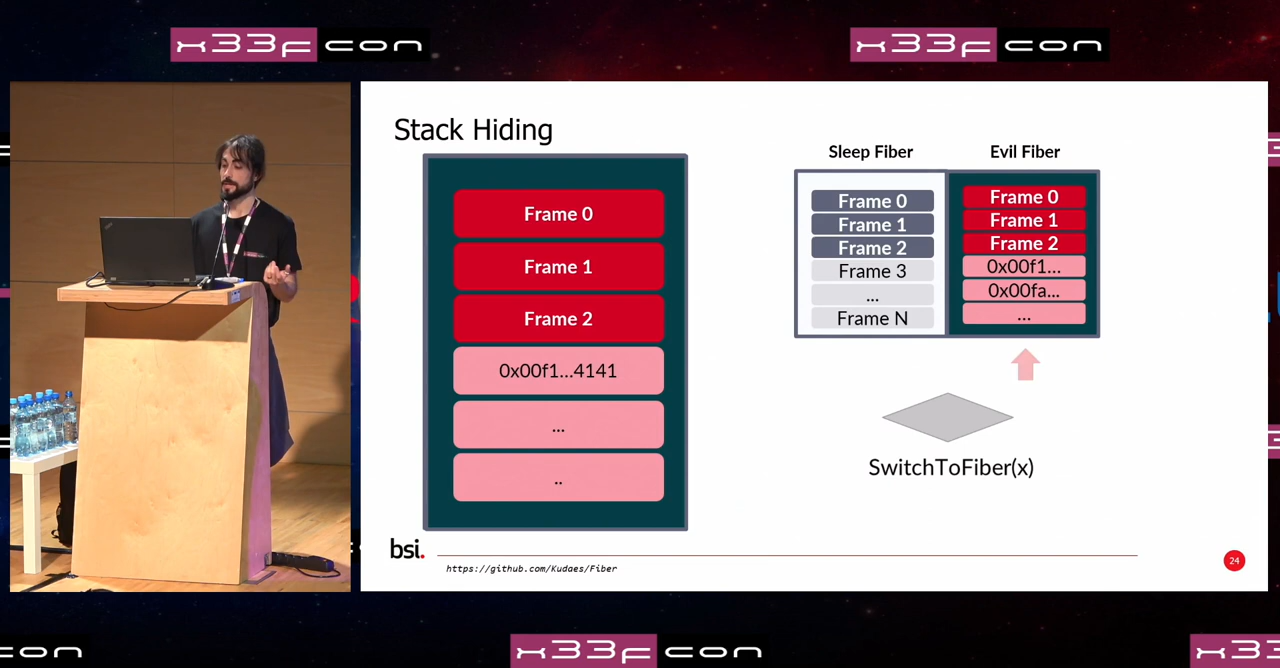 x33fcon
x33fcon
Stack Hiding
Sleep Fiber
Evil Fiber
Frame 0
Frame 1
Frame 2
0x00f1...4141
...
..
Frame 0
Frame 1
Frame 2
Frame 3
...
Frame N
Frame 0
Frame 1
Frame 2
0x00f1...
0x00fa...
...
SwitchToFiber(x)
bsi.
https://github.com/Kudaes/Fiber
24
con
x33fcon
x33